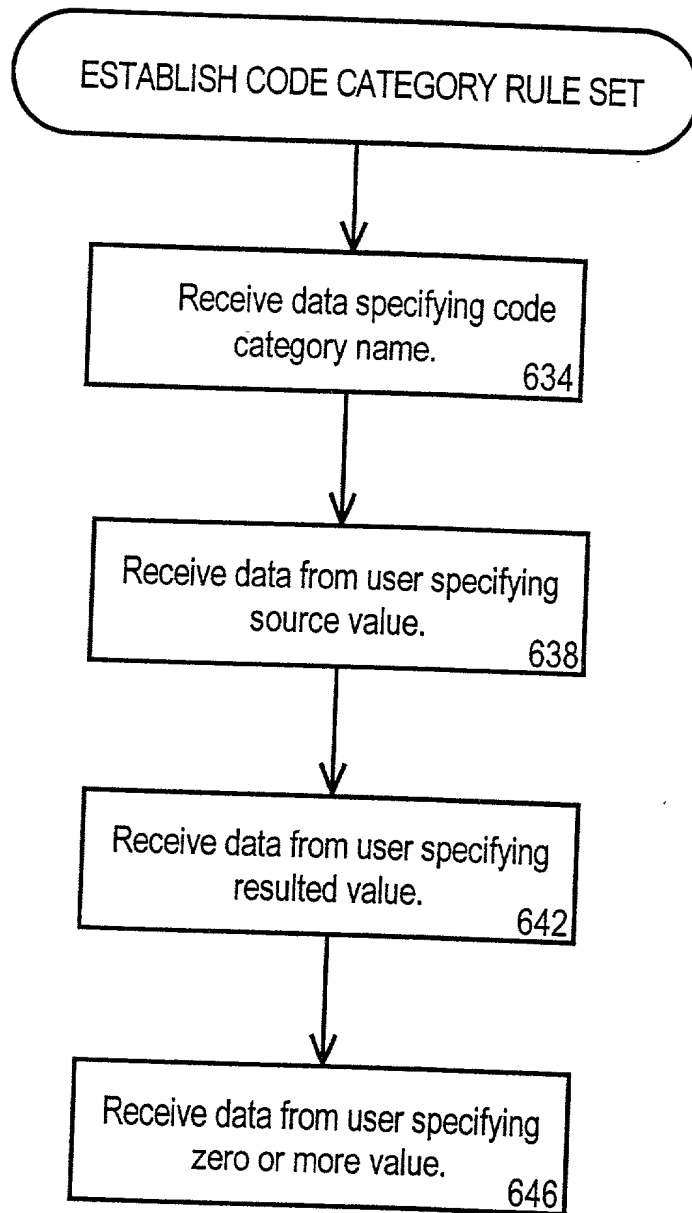 ESTABLISH CODE CATEGORY RULE SET
Receive data specifying code
category name.
634
Receive data from user specifying
source value.
638
Receive data from user specifying
resulted value.
642
Receive data from user specifying
zero or more value.
646